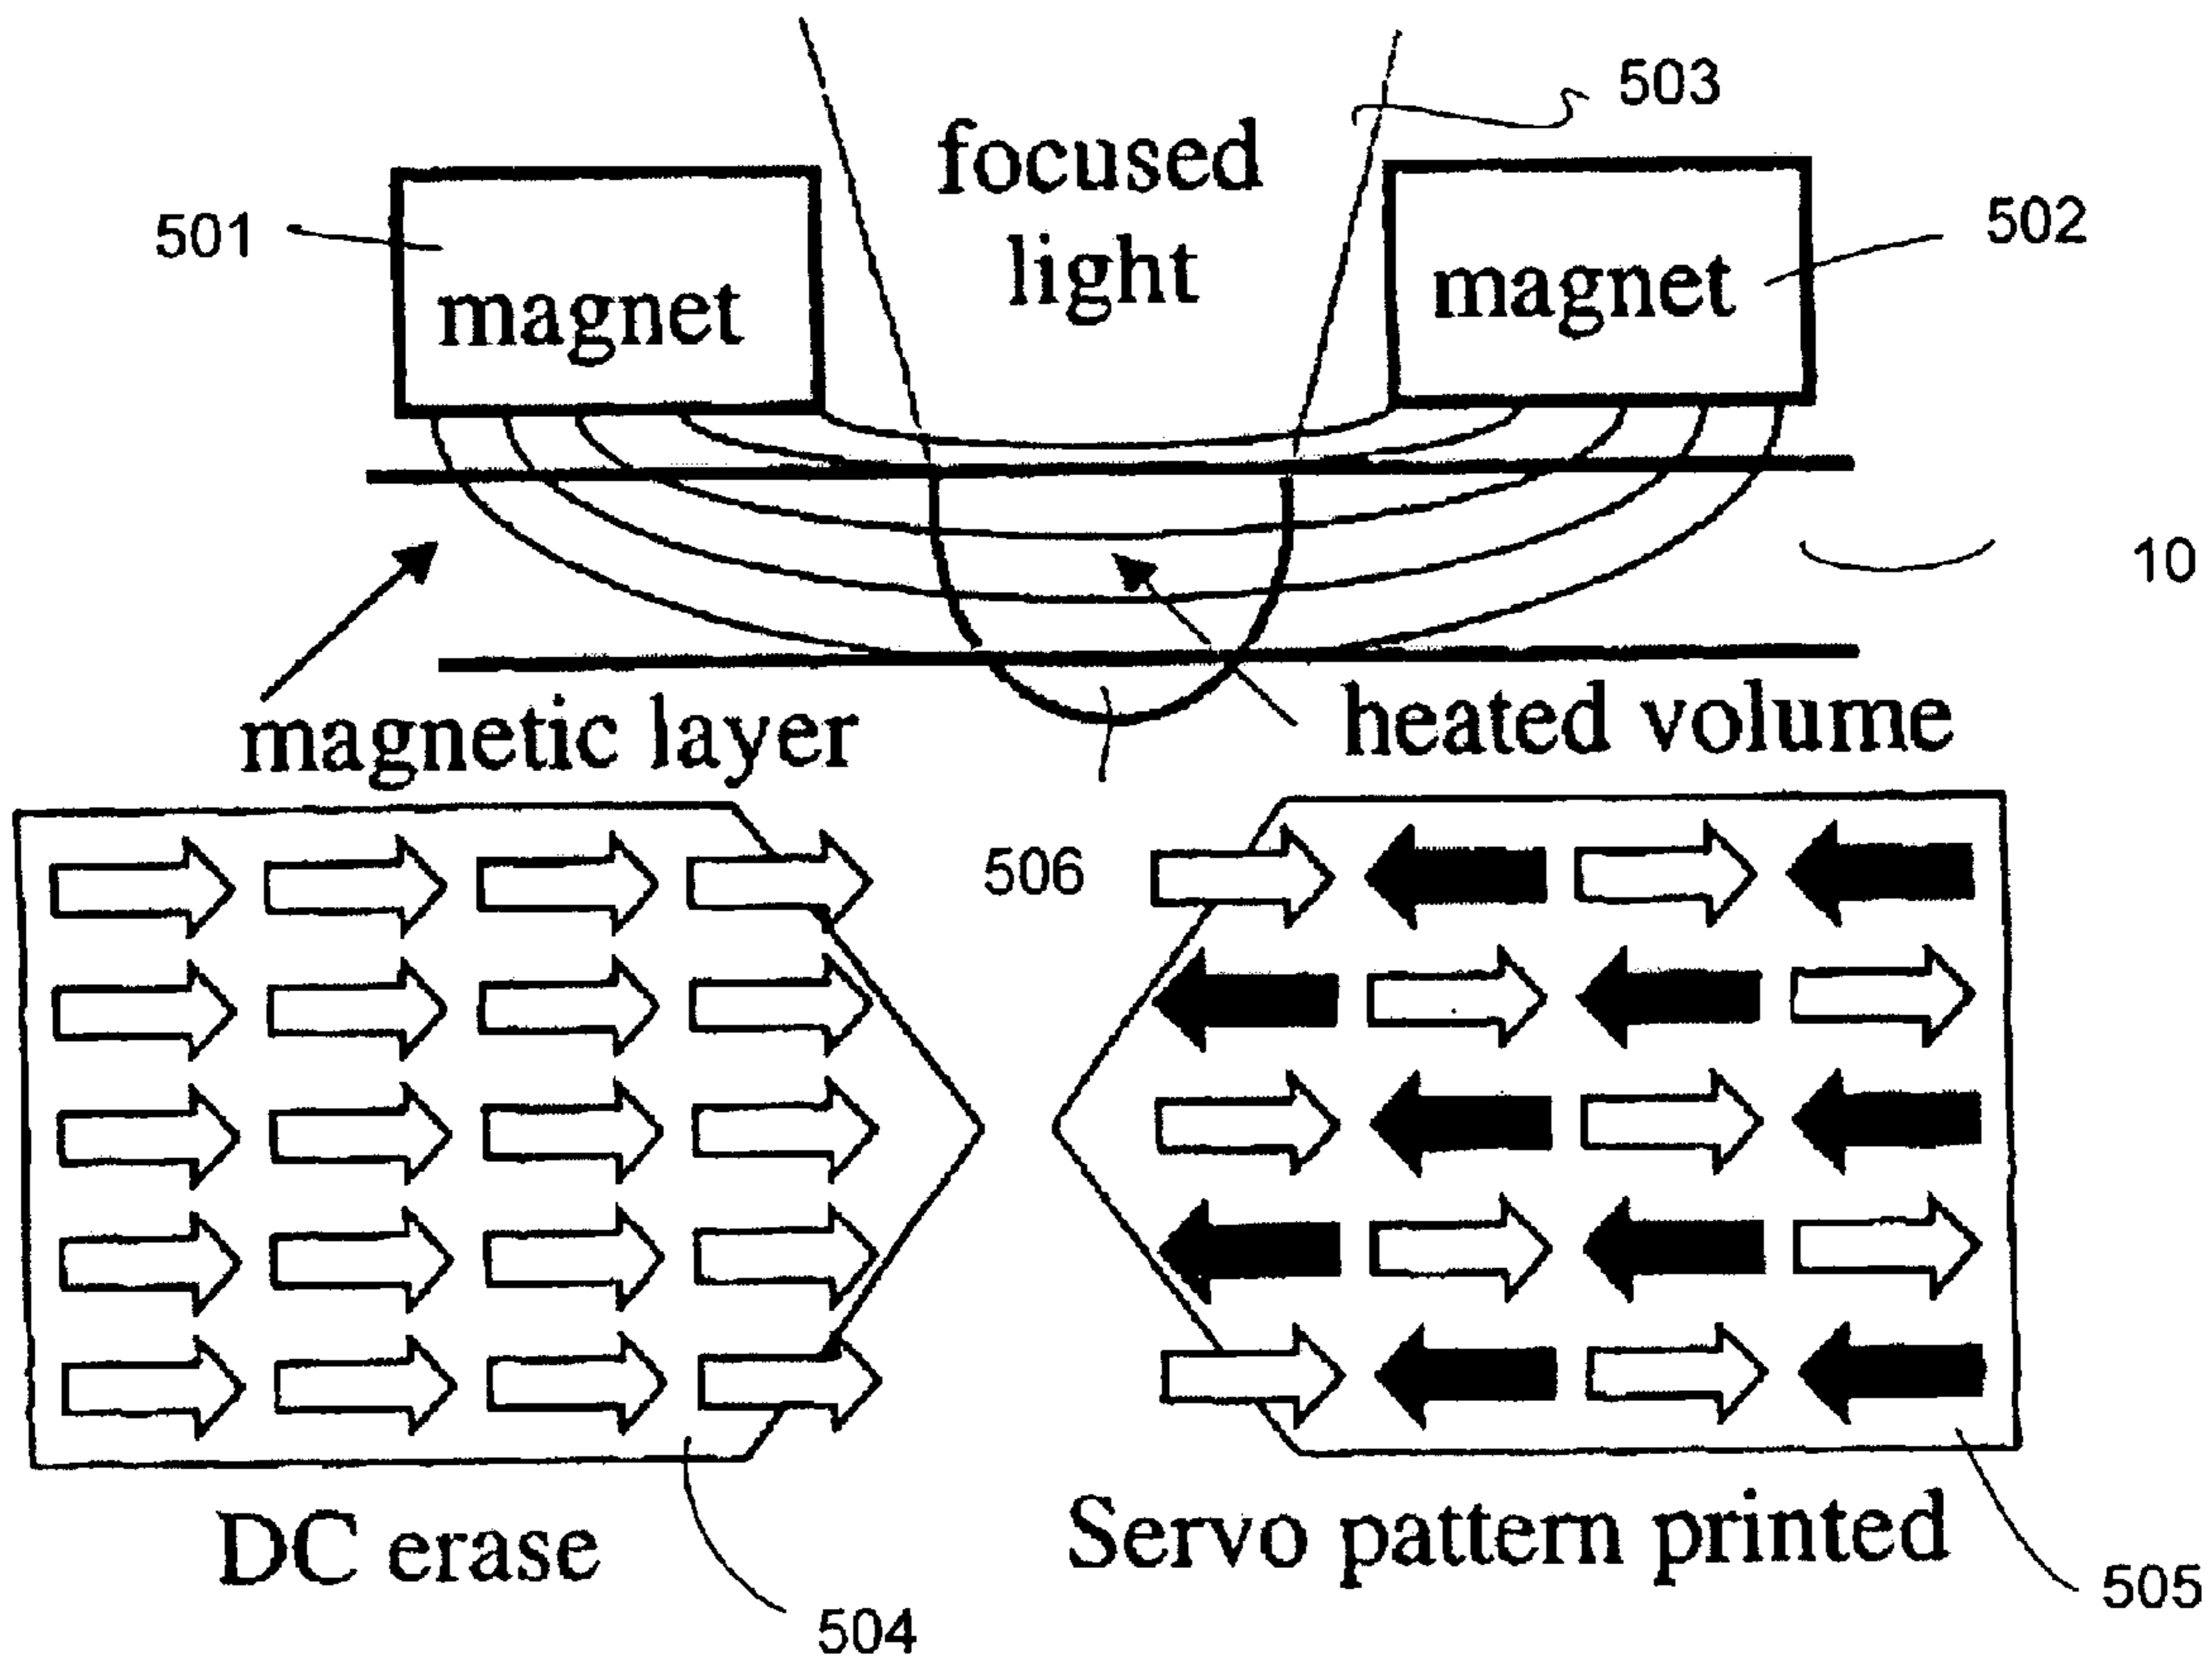 503
focused
light
501
502
magnet
magnet
10
magnetic layer
heated volume
506
DC erase
Servo pattern printed
504
505